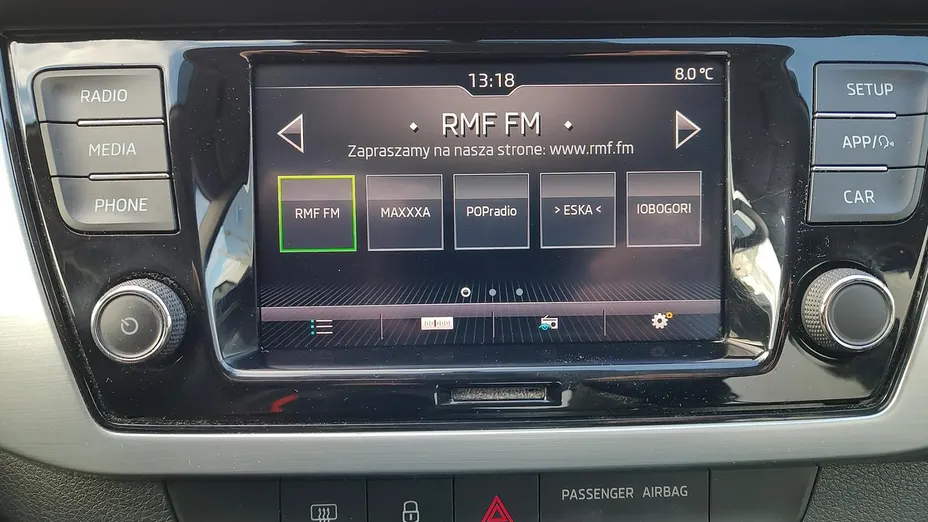 13:18
8.0 °C
RADIO
MEDIA
PHONE
SETUP
APP/
CAR
RMF FM
Zapraszamy na nasza strone: www.rmf.fm
RMF FM
MAXXXA
POPradio
> ESKA <
IOBOGORI
PASSENGER AIRBAG